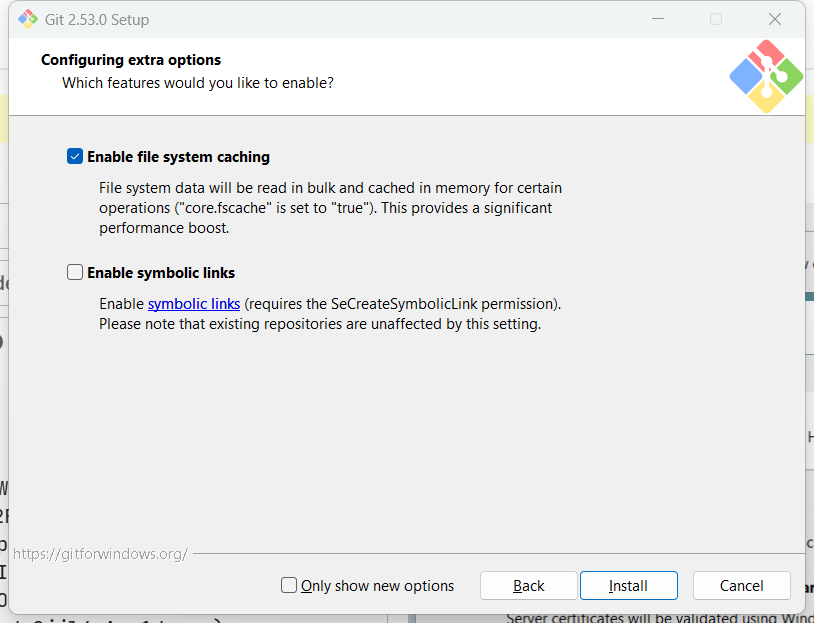 Git 2.53.0 Setup
Configuring extra options
Which features would you like to enable?
Enable file system caching
File system data will be read in bulk and cached in memory for certain
operations ("core.fscache" is set to "true"). This provides a significant
performance boost.
Enable symbolic links
Enable symbolic links (requires the SeCreateSymbolicLink permission).
Please note that existing repositories are unaffected by this setting.
https://gitforwindows.org/
Only show new options
Back
Install
Cancel
Server certificates will be validated using Wind